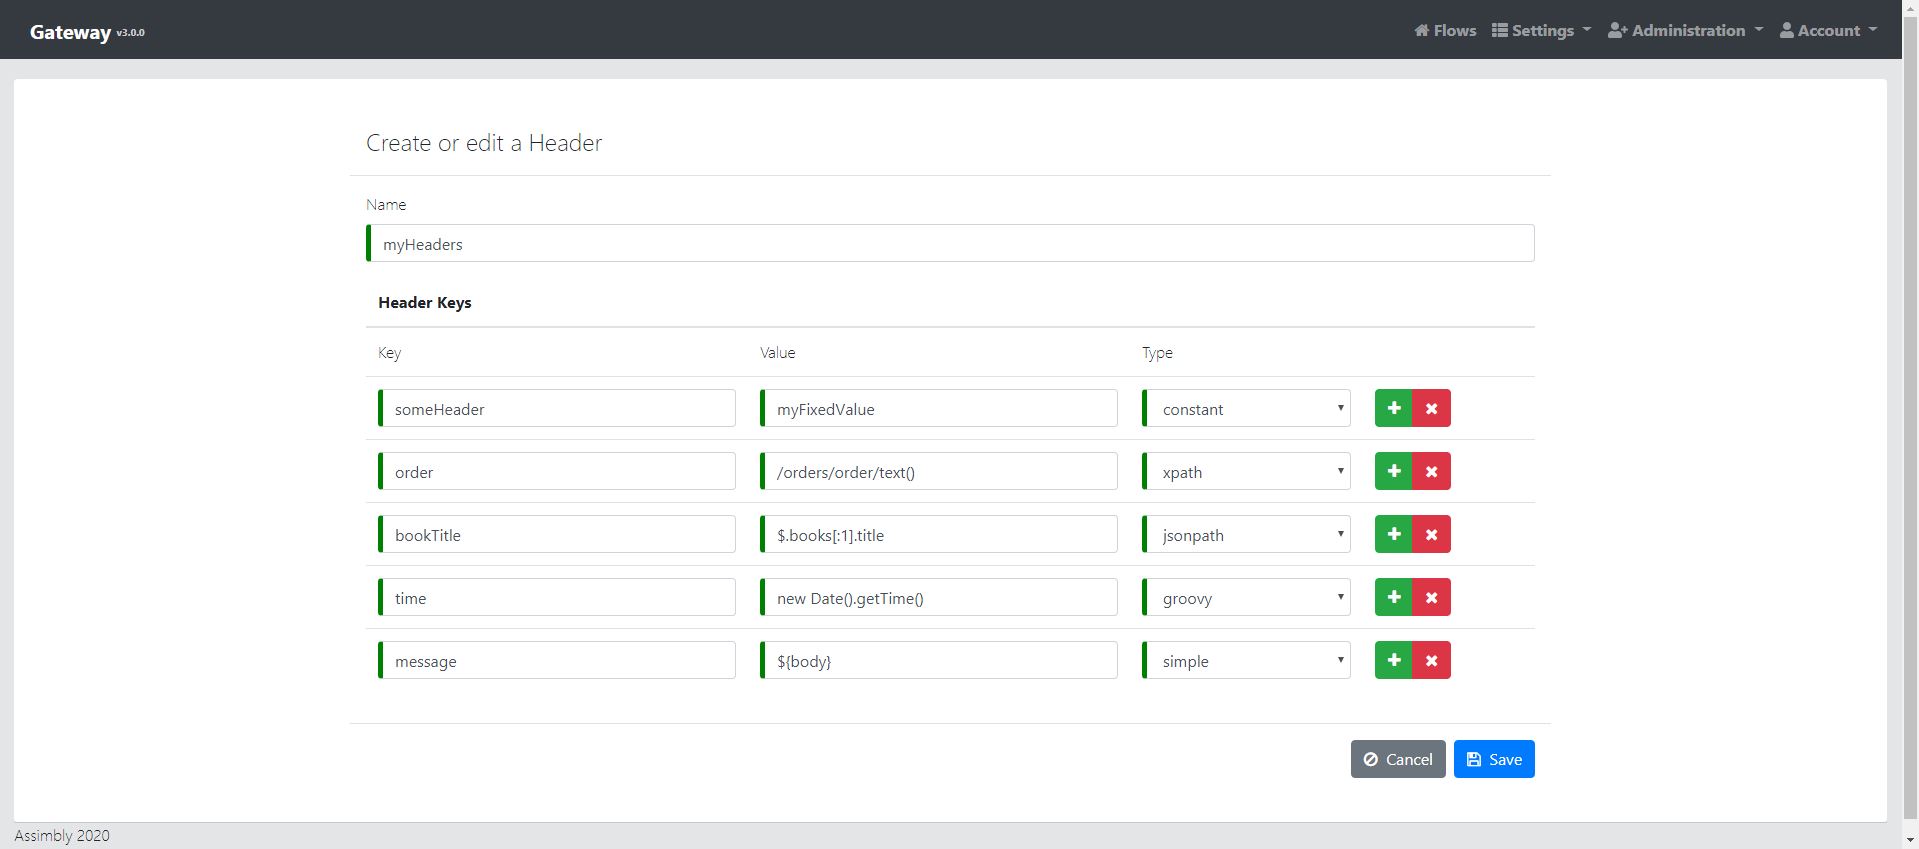 Gateway v3.0.0 Flows Settings Administration Account
Create or edit a Header
Name
myHeaders
Header Keys
Key Value Type
someHeader myFixedValue constant
order /orders/order/text() xpath
bookTitle $.books[:1].title jsonpath
time new Date().getTime() groovy
message ${body} simple
Cancel Save
Assimbly 2020